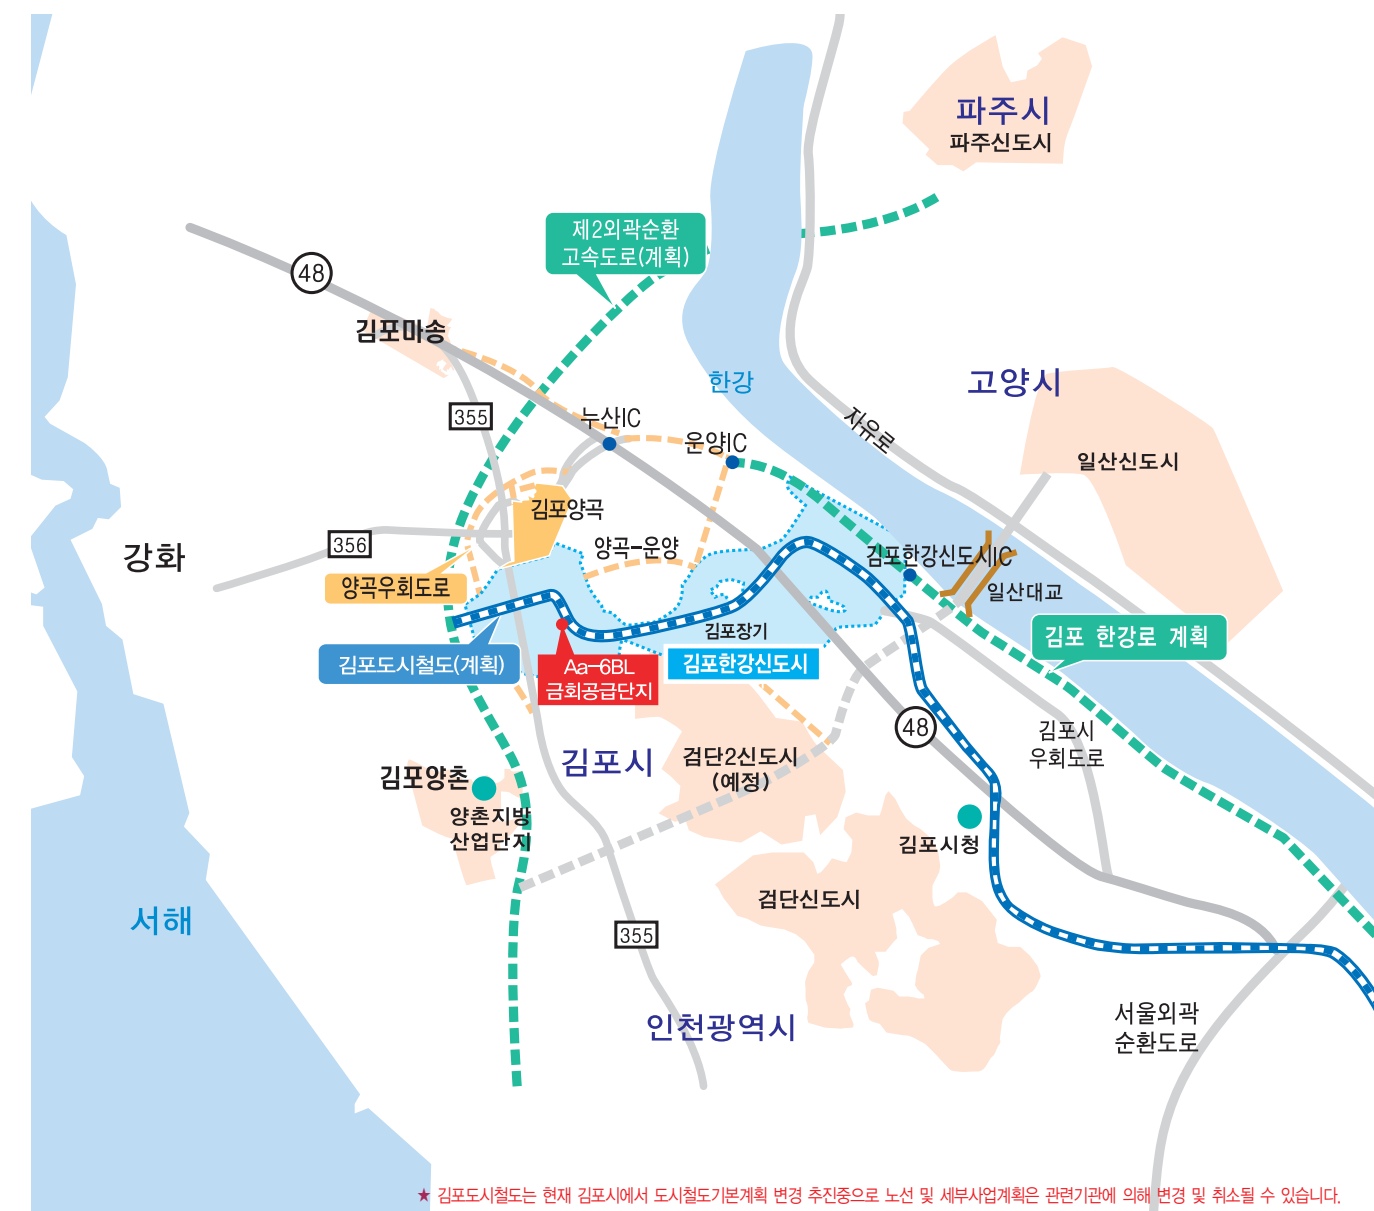 파주시
파주신도시
제2외곽순환
고속도로(계획)
48
김포마송
한강
고양시
355
누산IC
자유로
운양IC
일산신도시
김포양곡
356
강화
양곡-운양
김포한강신도시IC
양곡우회도로
일산대교
김포장기
김포 한강로 계획
김포도시철도(계획)
Aa-6BL
금회공급단지
김포한강신도시
48
김포시
우회도로
김포시
검단2신도시
(예정)
김포양촌
양촌지방
산업단지
김포시청
검단신도시
서해
355
인천광역시
서울외곽
순환도로
★ 김포도시철도는 현재 김포시에서 도시철도기본계획 변경 추진중으로 노선 및 세부사업계획은 관련기관에 의해 변경 및 취소될 수 있습니다.